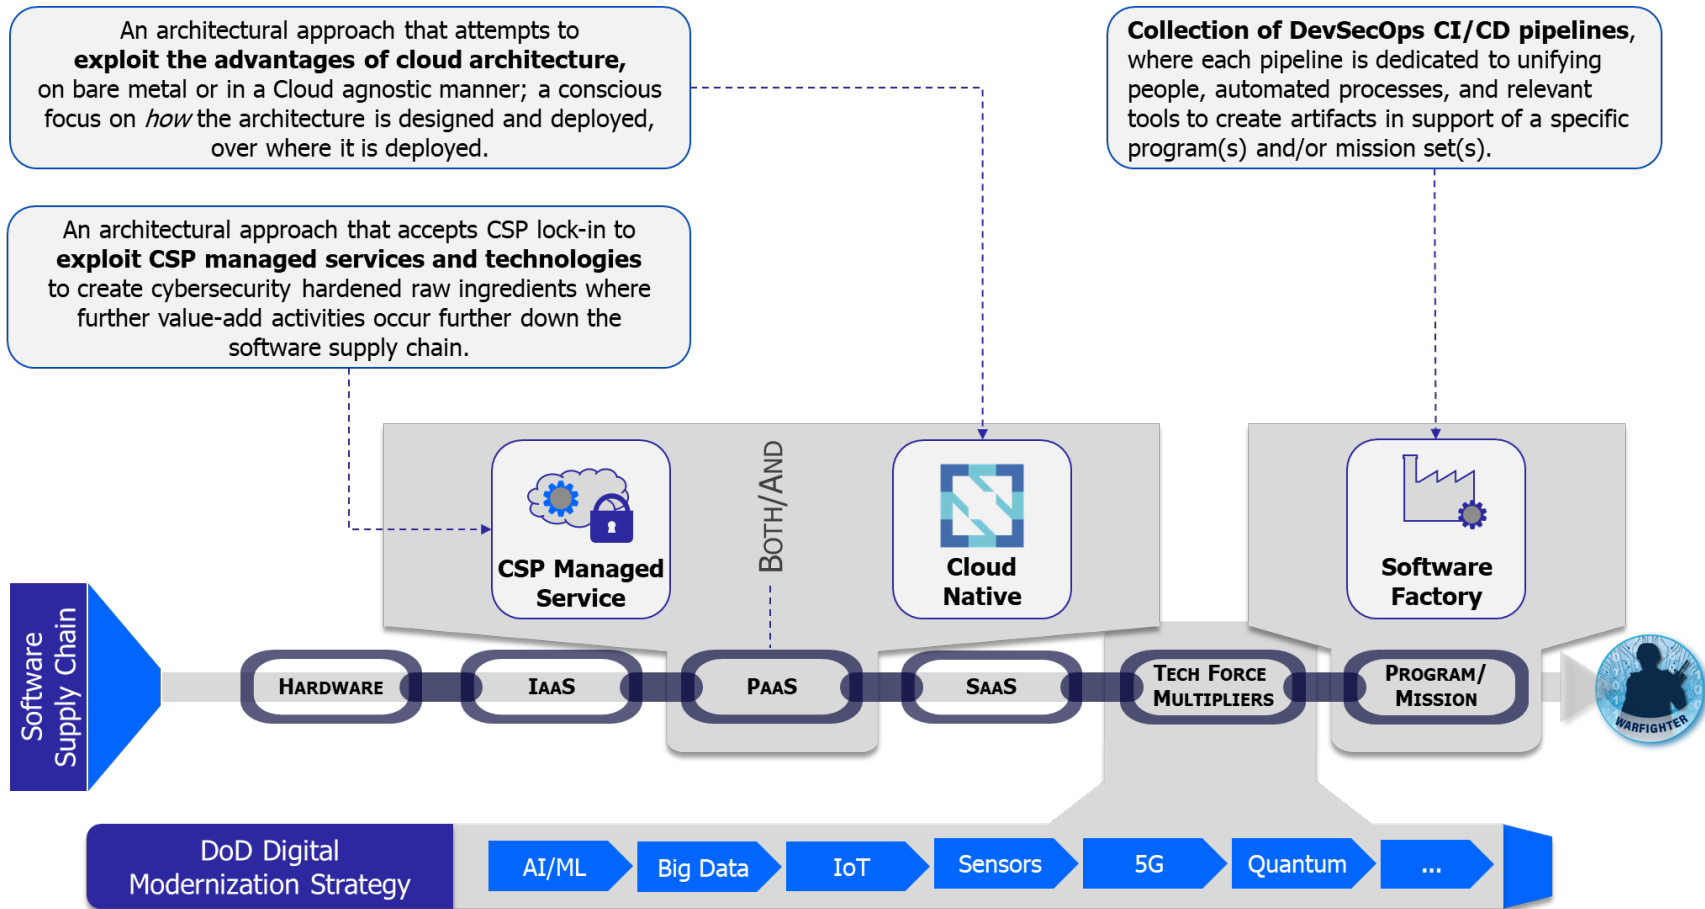 An architectural approach that attempts to
exploit the advantages of cloud architecture,
on bare metal or in a Cloud agnostic manner; a conscious
focus on how the architecture is designed and deployed,
over where it is deployed.
Collection of DevSecOps CI/CD pipelines,
where each pipeline is dedicated to unifying
people, automated processes, and relevant
tools to create artifacts in support of a specific
program(s) and/or mission set(s).
An architectural approach that accepts CSP lock-in to
exploit CSP managed services and technologies
to create cybersecurity hardened raw ingredients where
further value-add activities occur further down the
software supply chain.
CSP Managed
Service
BOTH/AND
Cloud
Native
Software
Factory
Software
Supply Chain
HARDWARE
IAAS
PAAS
SAAS
TECH FORCE
MULTIPLIERS
PROGRAM/
MISSION
WARFIGHTER
DoD Digital
Modernization Strategy
AI/ML
Big Data
IoT
Sensors
5G
Quantum
...